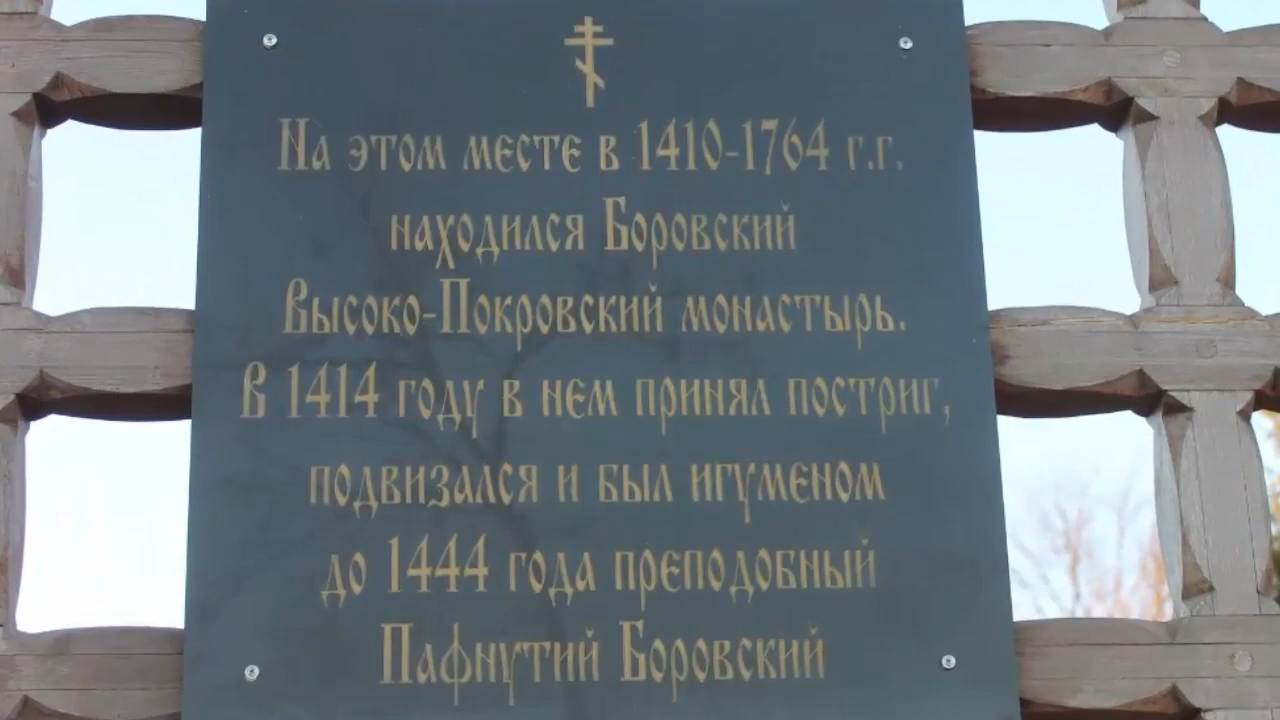 На этом месте в 1410-1764 г.г.
находился Боровский
Высоко-Покровский монастырь.
В 1414 году в нем принял постриг,
подвизался и был игуменом
до 1444 года преподобный
Пафнутий Боровский